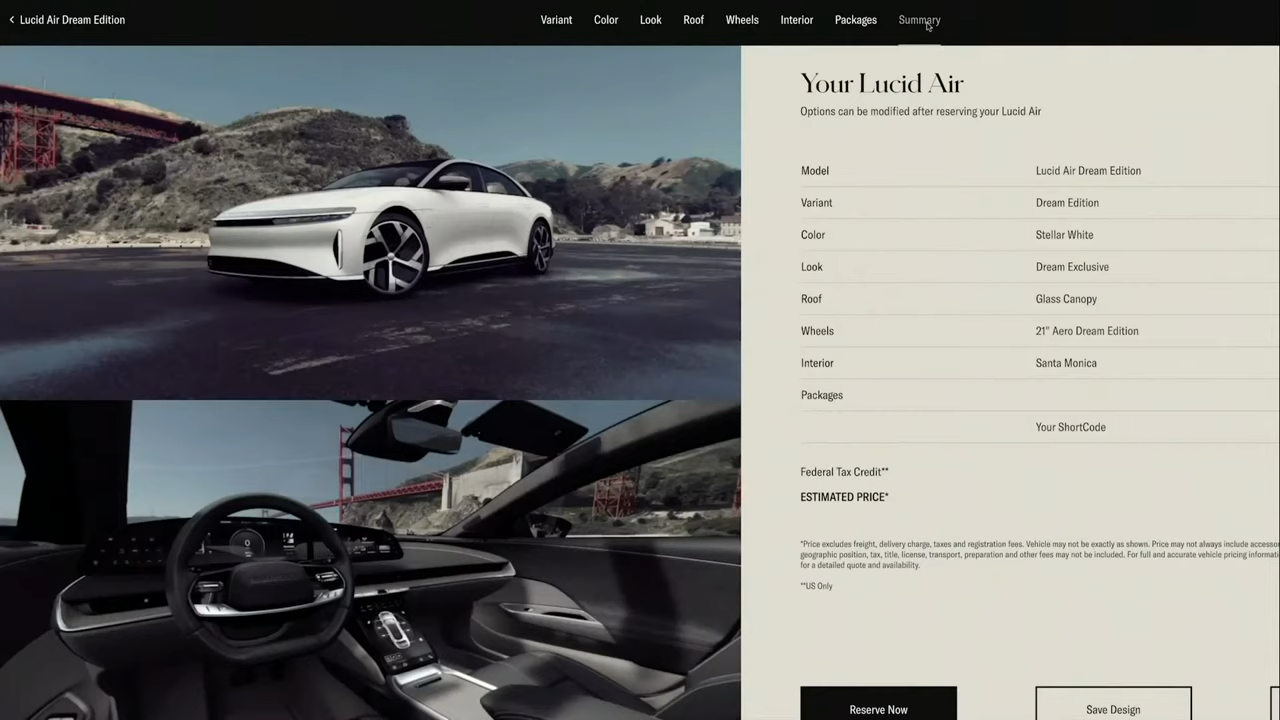 Lucid Air Dream Edition
Variant Color Look Roof Wheels Interior Packages Summary
Your Lucid Air
Options can be modified after reserving your Lucid Air
Model Lucid Air Dream Edition
Variant Dream Edition
Color Stellar White
Look Dream Exclusive
Roof Glass Canopy
Wheels 21" Aero Dream Edition
Interior Santa Monica
Packages
Your ShortCode
Federal Tax Credit**
ESTIMATED PRICE*
*Price excludes freight, delivery charge, taxes and registration fees. Vehicle may not be exactly as shown. Price may not always include
geographic position, tax, title, license, transport, preparation and other fees may not be included. For full and accurate vehicle pricing
for a detailed quote and availability.
**US Only
Reserve Now Save Design